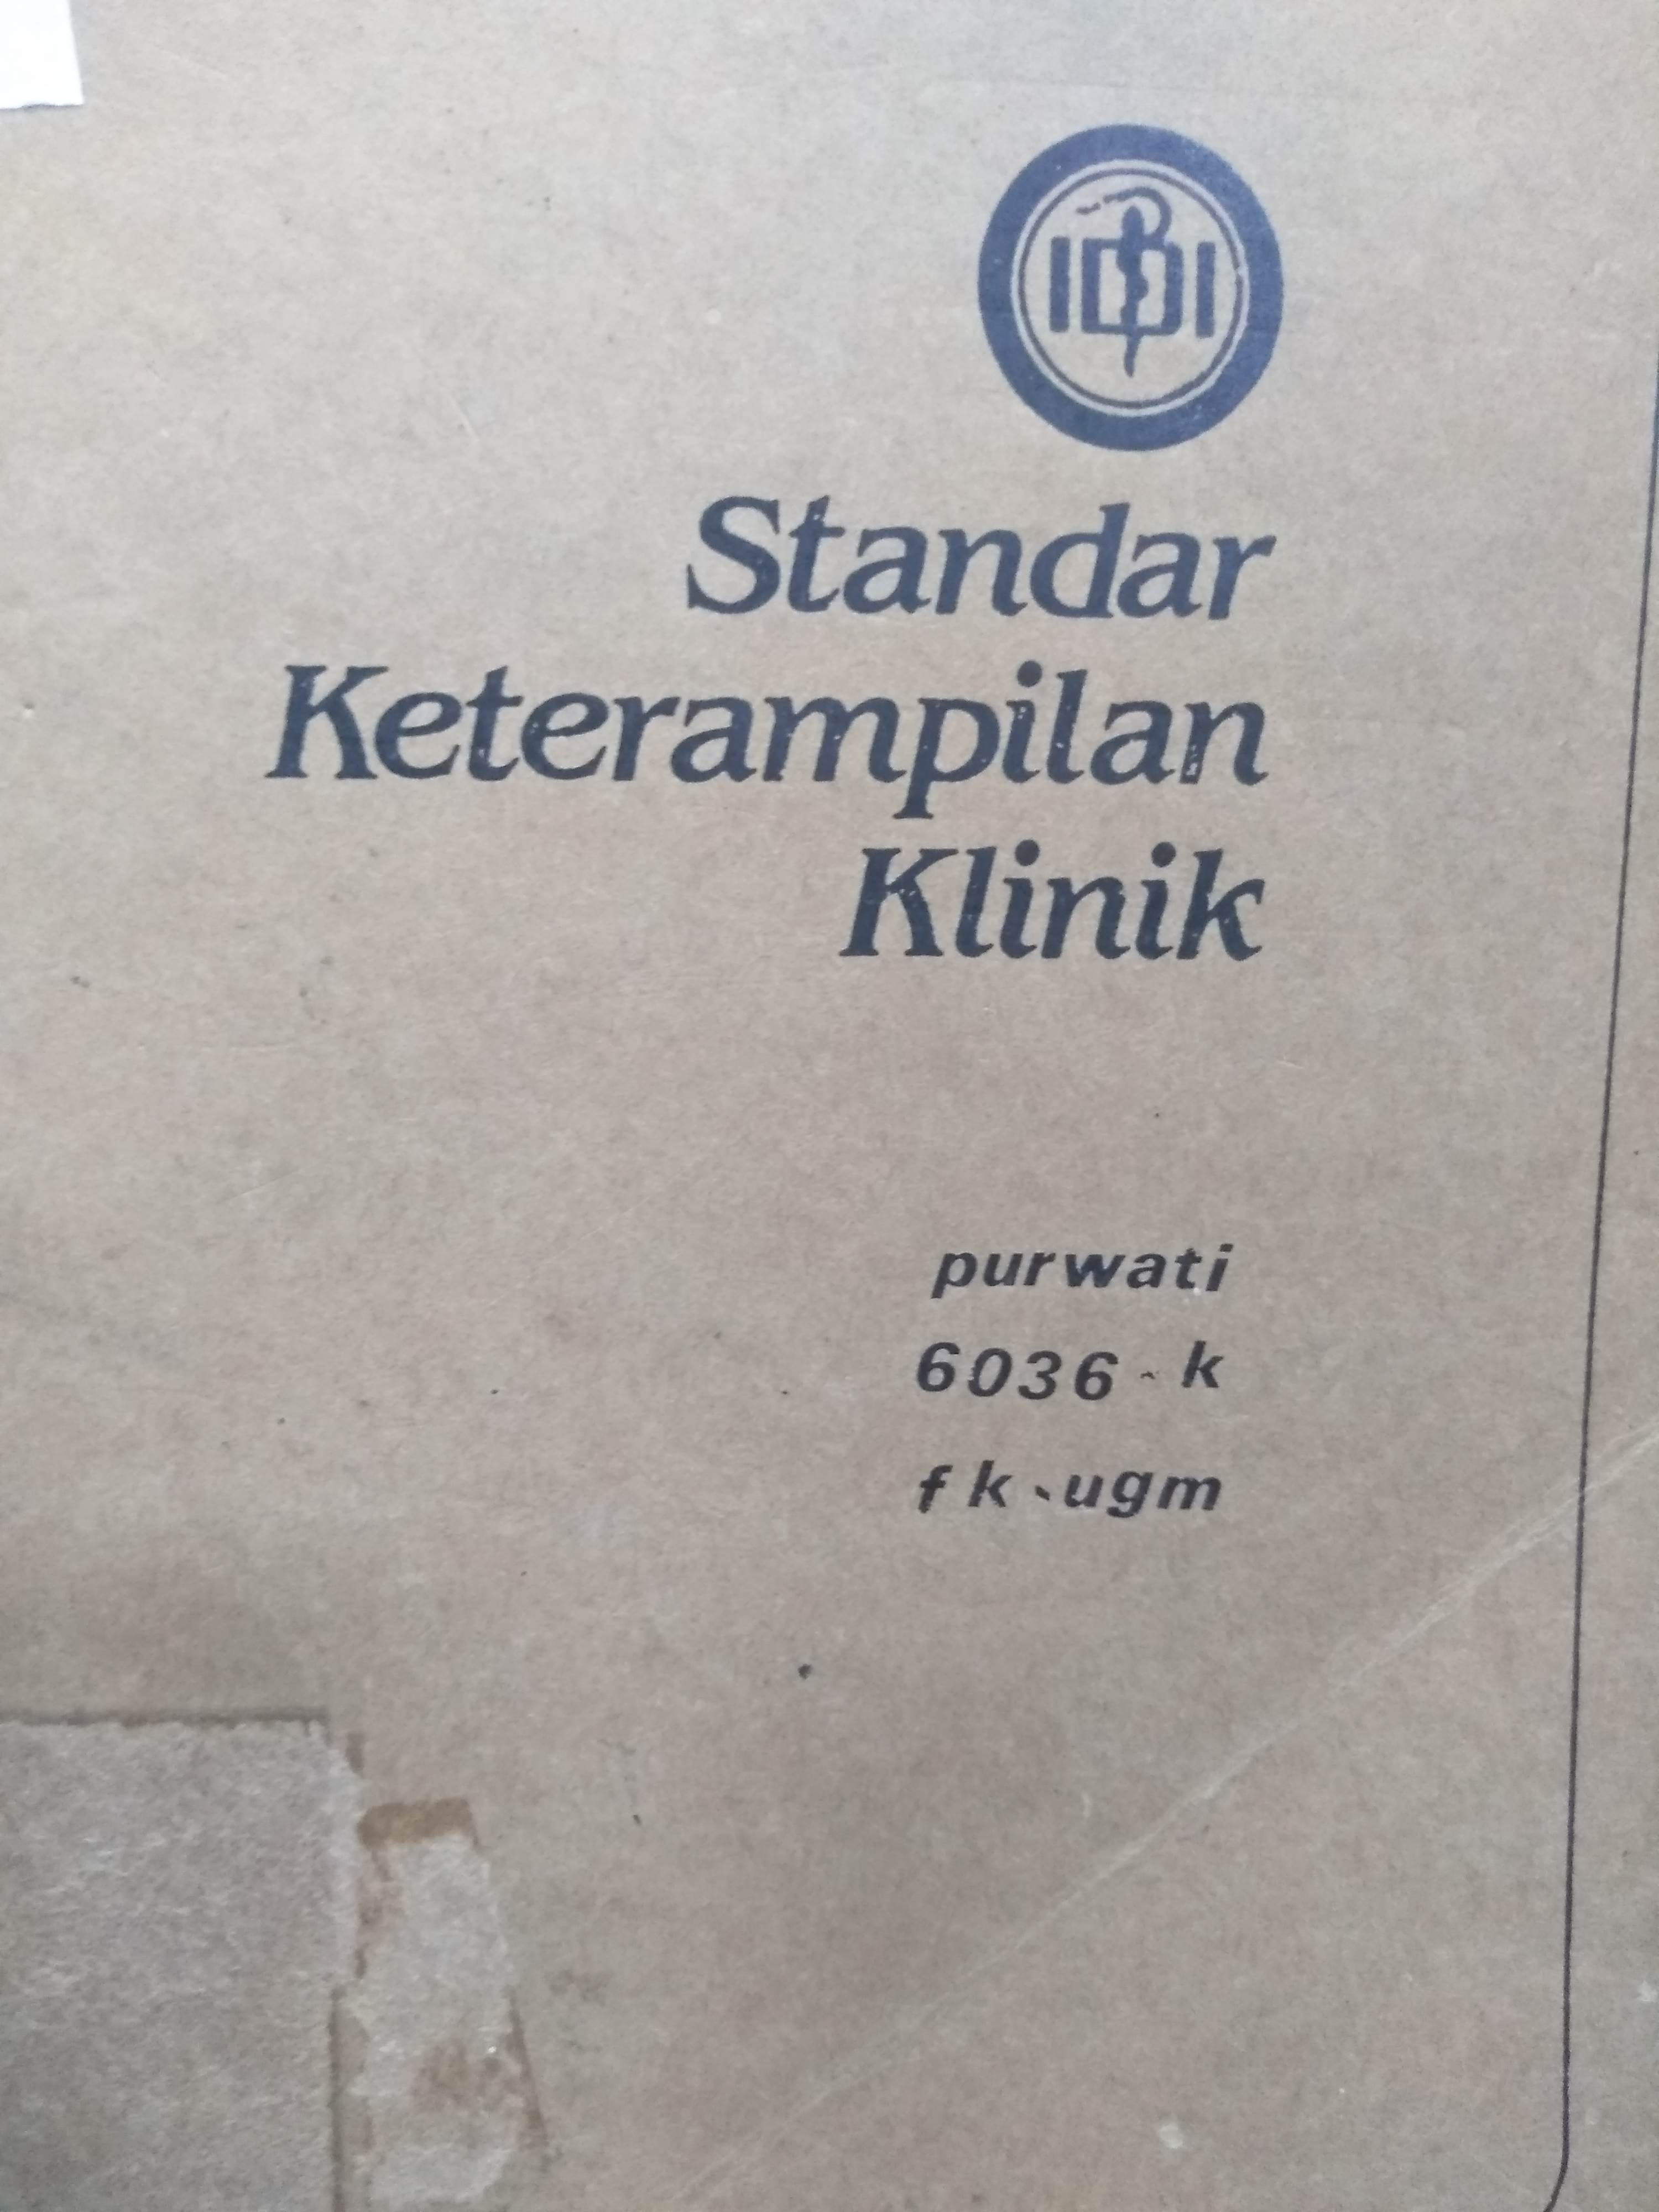 IDI
Standar
Keterampilan
Klinik
purwati
6036 - k
fk-ugm